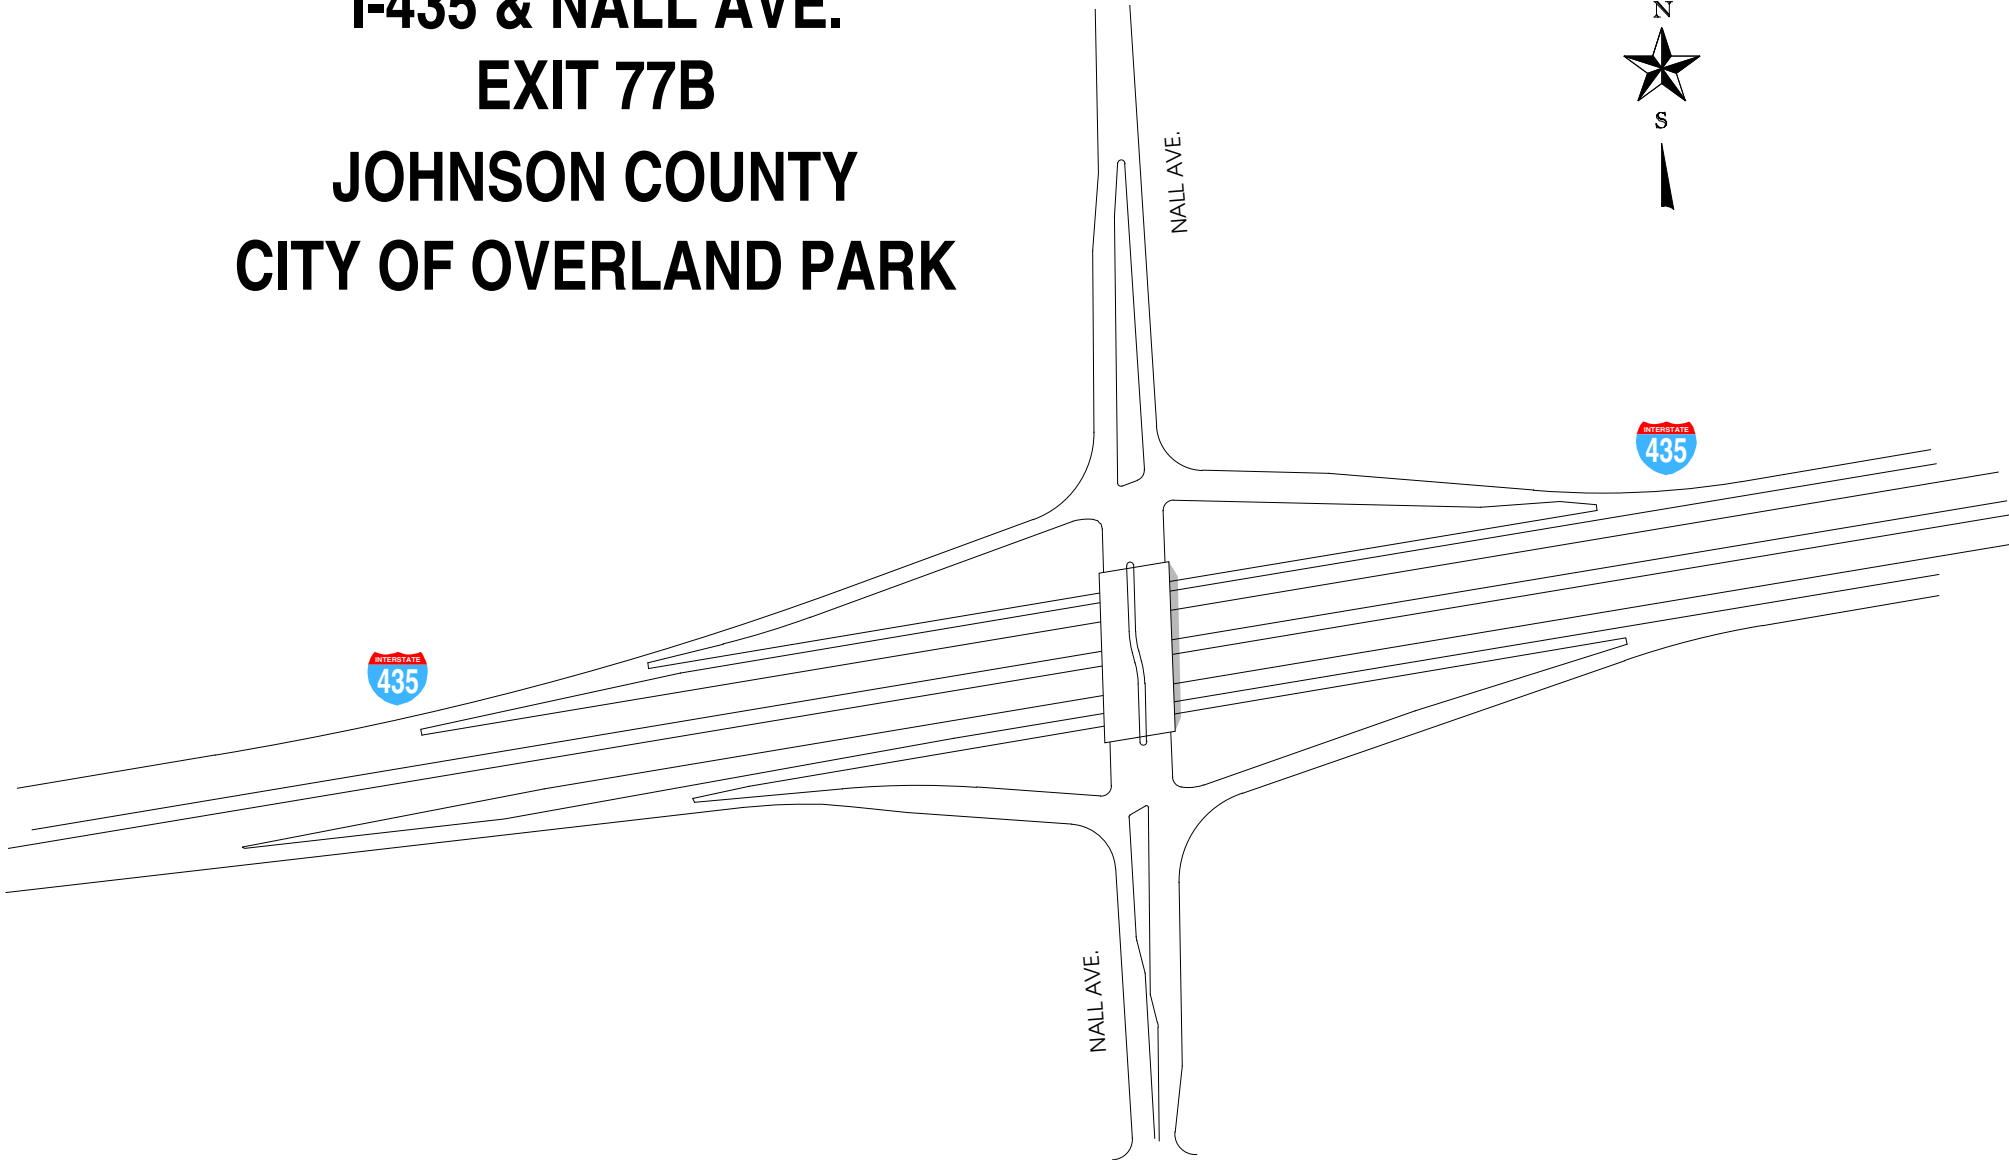 I-435 & NALL AVE.
EXIT 77B
JOHNSON COUNTY
CITY OF OVERLAND PARK
N
S
NALL AVE.
INTERSTATE
435
INTERSTATE
435
NALL AVE.